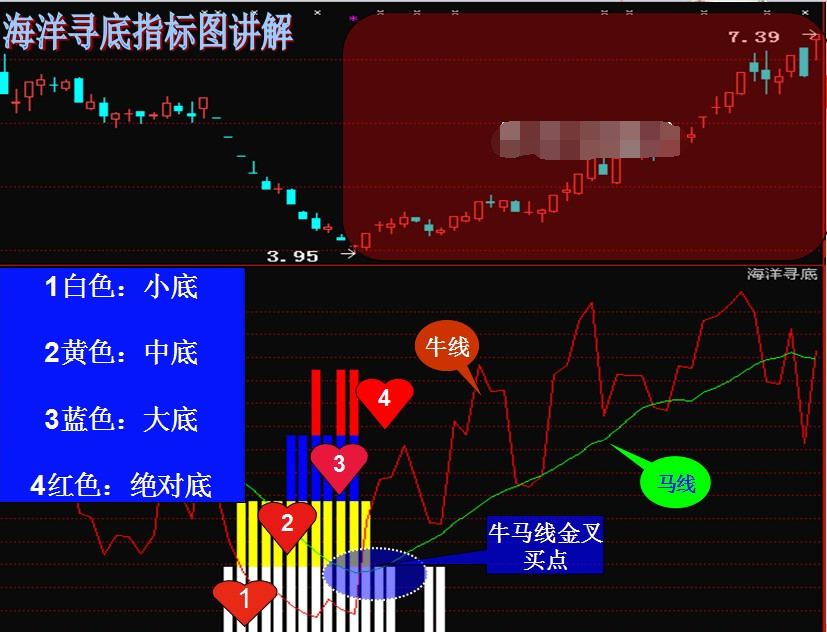 海洋寻底指标图讲解
7.39
3.95
海洋寻底
1白色：小底
2黄色：中底
3蓝色：大底
4红色：绝对底
牛线
4
3
马线
2
牛马线金叉
买点
1